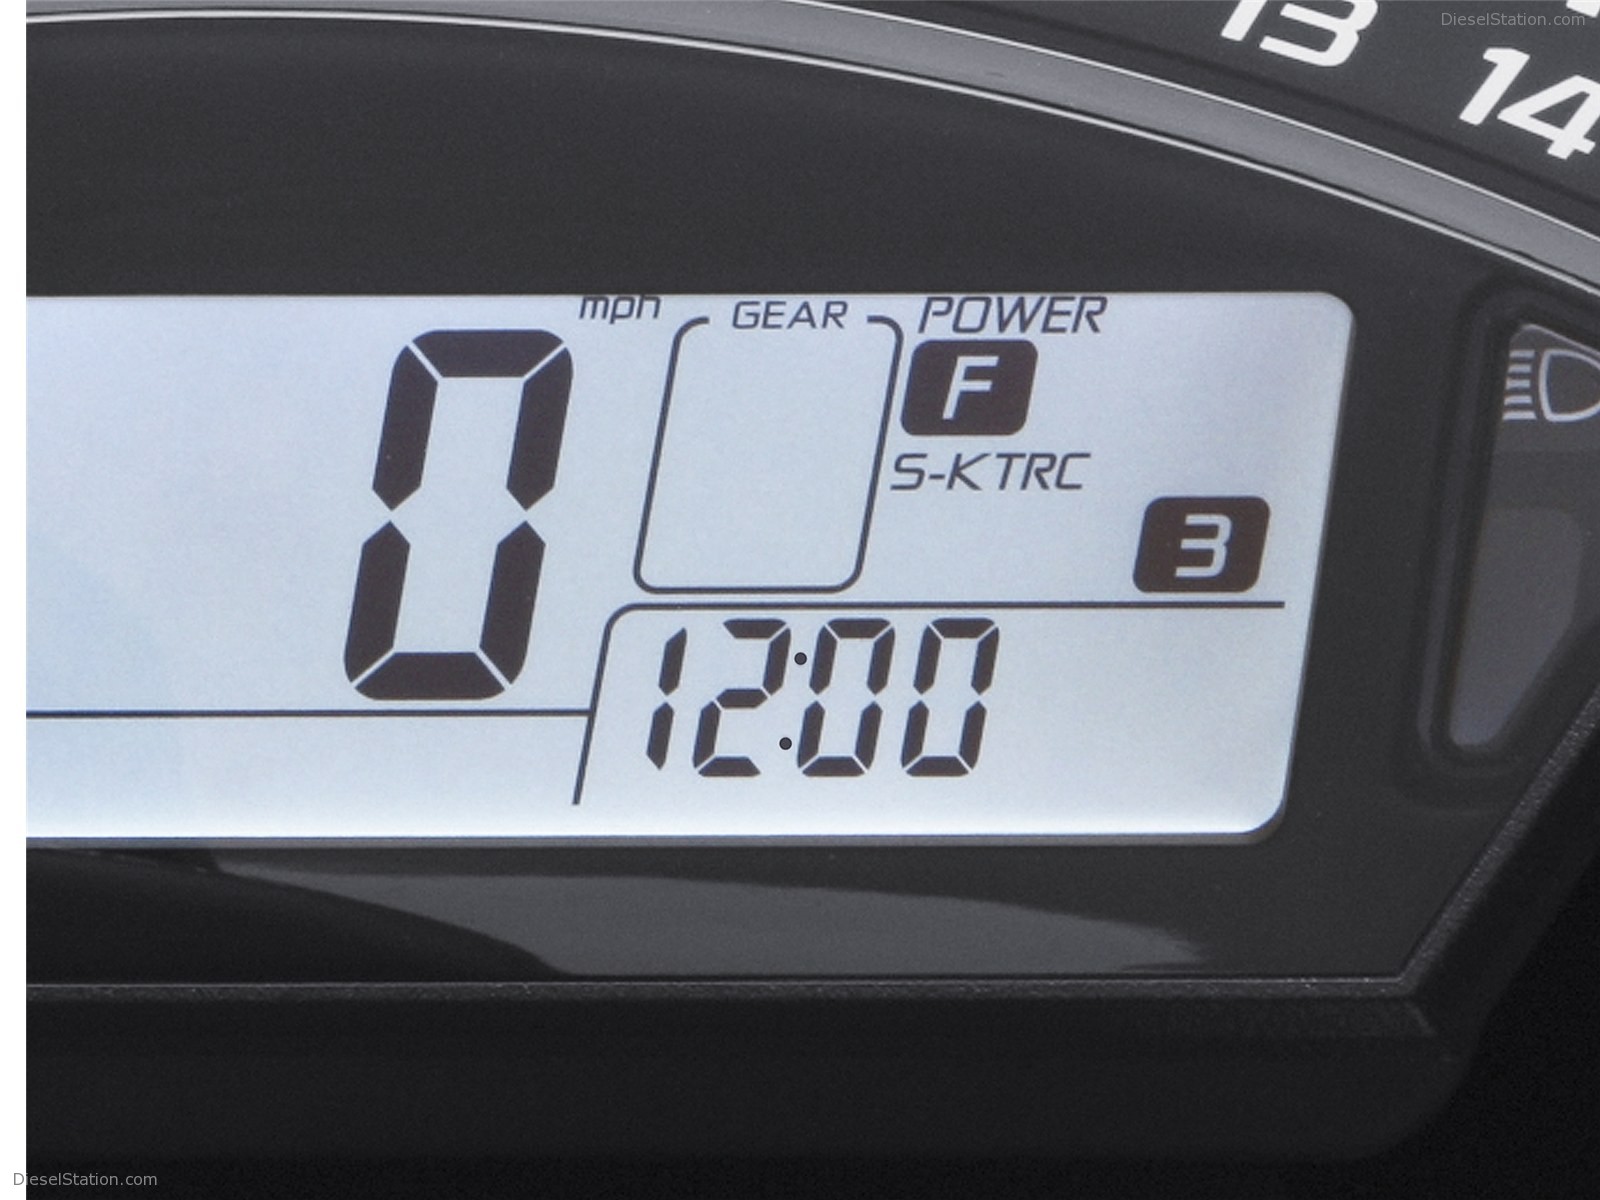 DieselStation.com
13
14
mph GEAR POWER
0
F
S-KTRC
3
12:00
DieselStation.com